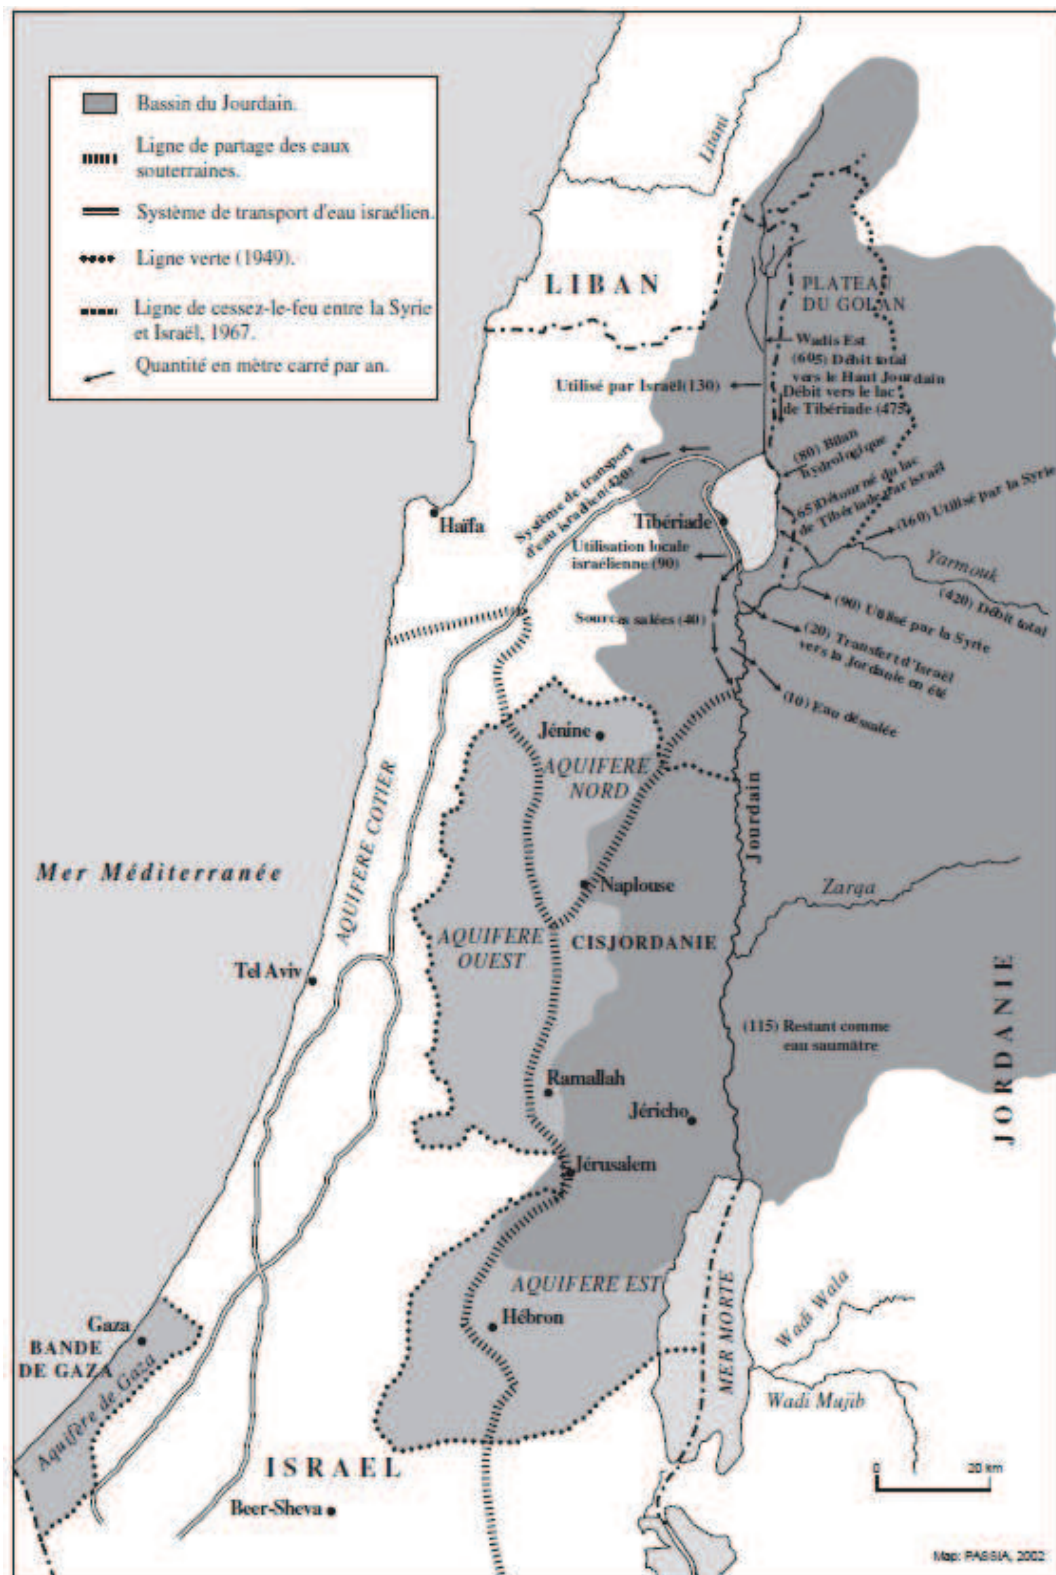 Bassin du Jourdain.
Ligne de partage des eaux
souterraines.
Système de transport d'eau israélien.
Ligne verte (1949).
Ligne de cessez-le-feu entre la Syrie
et Israël, 1967.
Quantité en mètre carré par an.
Litani
LIBAN
PLATEAU
DU GOLAN
Wadis Est
(605) Débit total
vers le Haut Jourdain
Utilisé par Israël(130)
Débit vers le lac
de Tibériade (475)
(80) Bilan
hydrologique
Système de transport
d'eau israélien(420)
65)Détourné du lac
de Tibériade par israël
(160) Utilisé par la Syrie
Haïfa
Tibériade
Utilisation locale
israélienne (90)
Yarmouk
(420) Débit total
(90) Utilisé par la Syrie
Sources salées (40)
(20) Transfert d'Israël
vers la Jordanie en été
(10) Eau désalée
Jénine
AQUIFERE
NORD
Jourdain
AQUIFERE COTIER
Mer Méditerranée
Naplouse
Zarqa
AQUIFERE
OUEST
CISJORDANIE
Tel Aviv
(115) Restant comme
eau saumâtre
JORDANIE
Ramallah
Jéricho
Jérusalem
AQUIFERE EST
MER MORTE
Wadi Wala
Hébron
Gaza
BANDE
DE GAZA
Aquifère de Gaza
Wadi Mujib
ISRAEL
0 20 km
Beer-Sheva
Map: PASSIA, 2002